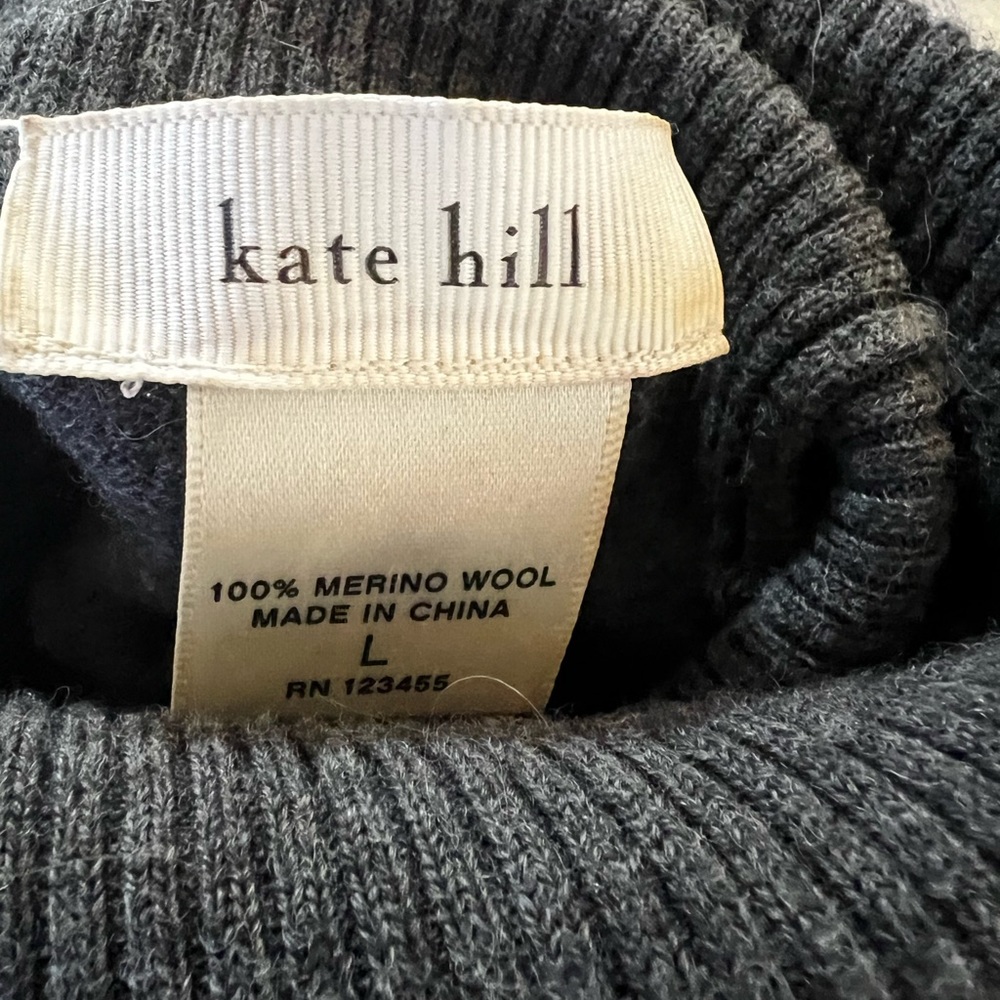 kate hill
100% MERINO WOOL
MADE IN CHINA
L
RN 123455